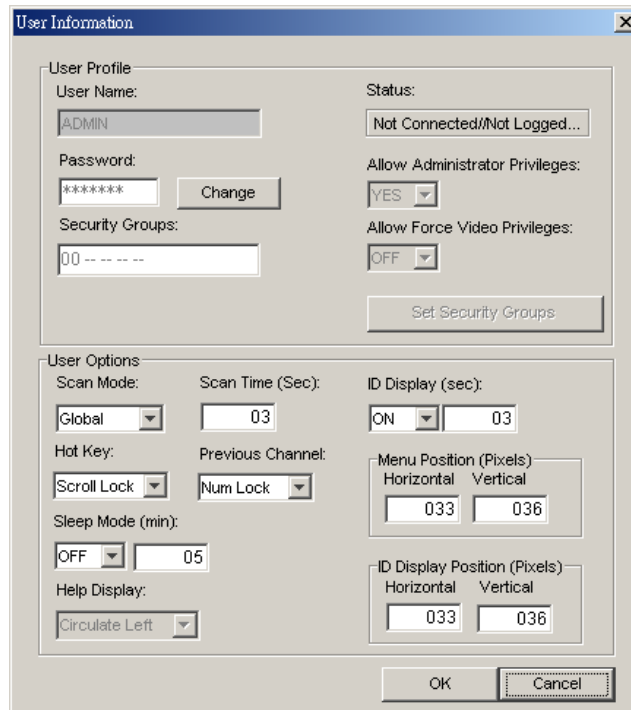 User Information
User Profile
User Name:
ADMIN
Status:
Not Connected//Not Logged...
Password:
*******
Change
Allow Administrator Privileges:
YES
Security Groups:
00 -- -- -- --
Allow Force Video Privileges:
OFF
Set Security Groups
User Options
Scan Mode:
Global
Scan Time (Sec):
03
ID Display (sec):
ON
03
Hot Key:
Scroll Lock
Previous Channel:
Num Lock
Menu Position (Pixels)
Horizontal Vertical
033 036
Sleep Mode (min):
OFF
05
Help Display:
Circulate Left
ID Display Position (Pixels)
Horizontal Vertical
033 036
OK
Cancel